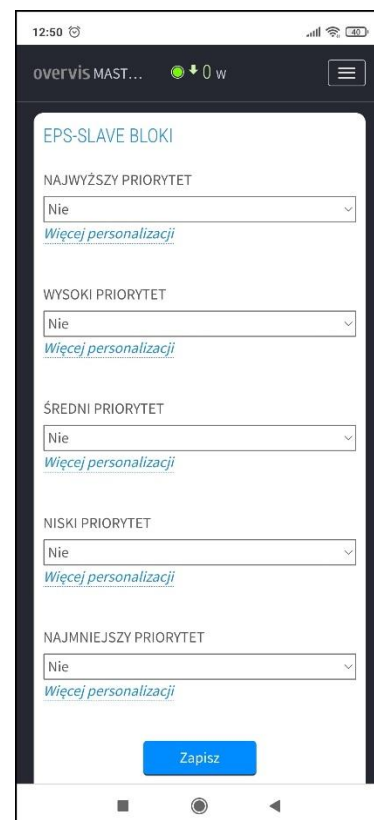 12:50
40
overvis MAST... 0 w
EPS-SLAVE BLOKI
NAJWYŻSZY PRIORYTET
Nie
Więcej personalizacji
WYSOKI PRIORYTET
Nie
Więcej personalizacji
ŚREDNI PRIORYTET
Nie
Więcej personalizacji
NISKI PRIORYTET
Nie
Więcej personalizacji
NAJMNIEJSZY PRIORYTET
Nie
Więcej personalizacji
Zapisz